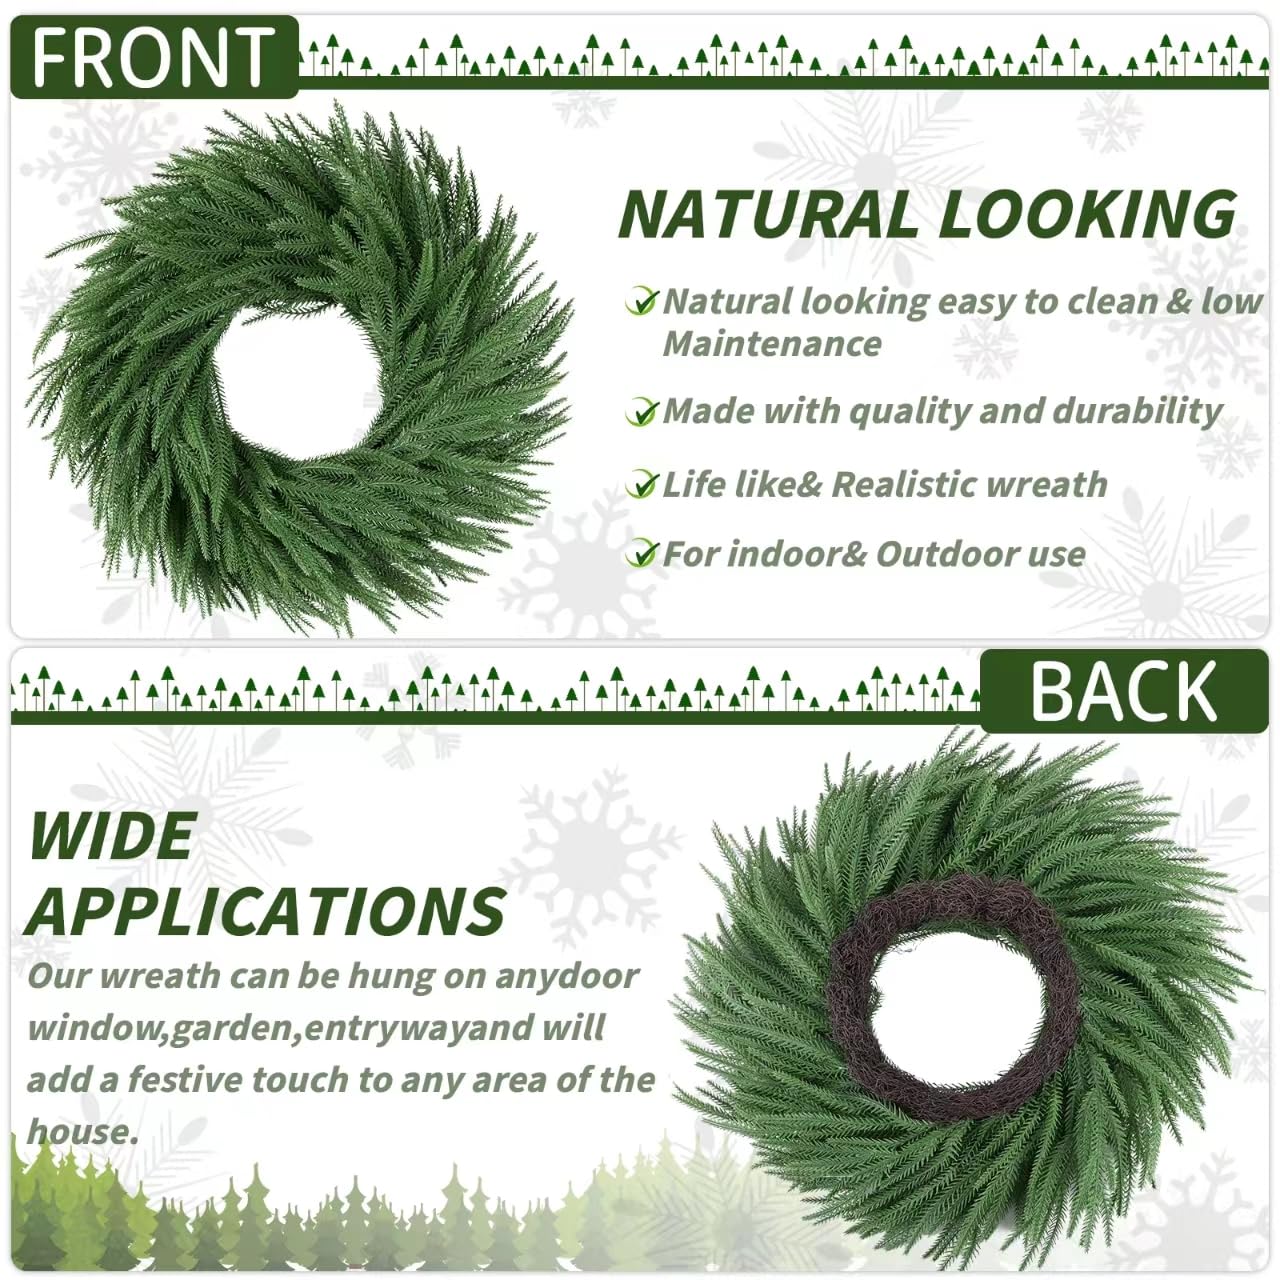 FRONT
NATURAL LOOKING
Natural looking easy to clean & low
Maintenance
Made with quality and durability
Life like& Realistic wreath
For indoor& Outdoor use
BACK
WIDE
APPLICATIONS
Our wreath can be hung on anydoor
window,garden,entrywayand will
add a festive touch to any area of the
house.